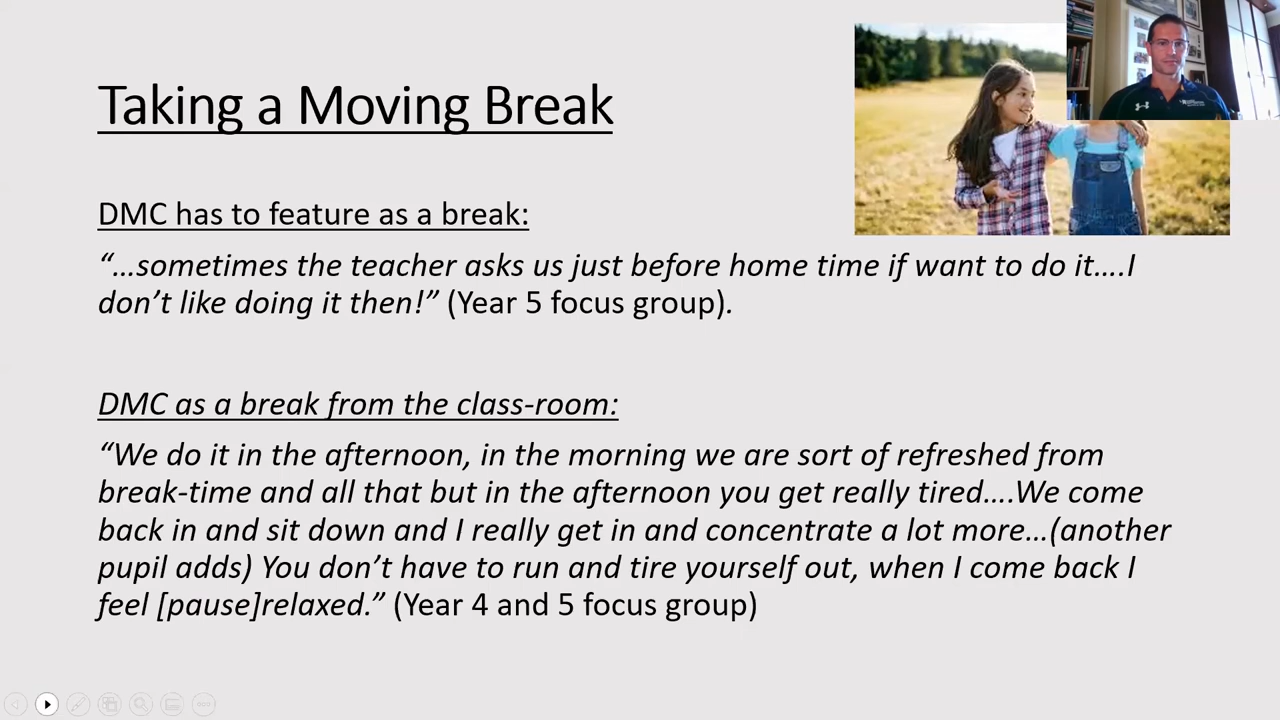 Taking a Moving Break
DMC has to feature as a break:
“…sometimes the teacher asks us just before home time if want to do it….I
don’t like doing it then!” (Year 5 focus group).
DMC as a break from the class-room:
“We do it in the afternoon, in the morning we are sort of refreshed from
break-time and all that but in the afternoon you get really tired….We come
back in and sit down and I really get in and concentrate a lot more…(another
pupil adds) You don’t have to run and tire yourself out, when I come back I
feel [pause]relaxed.” (Year 4 and 5 focus group)